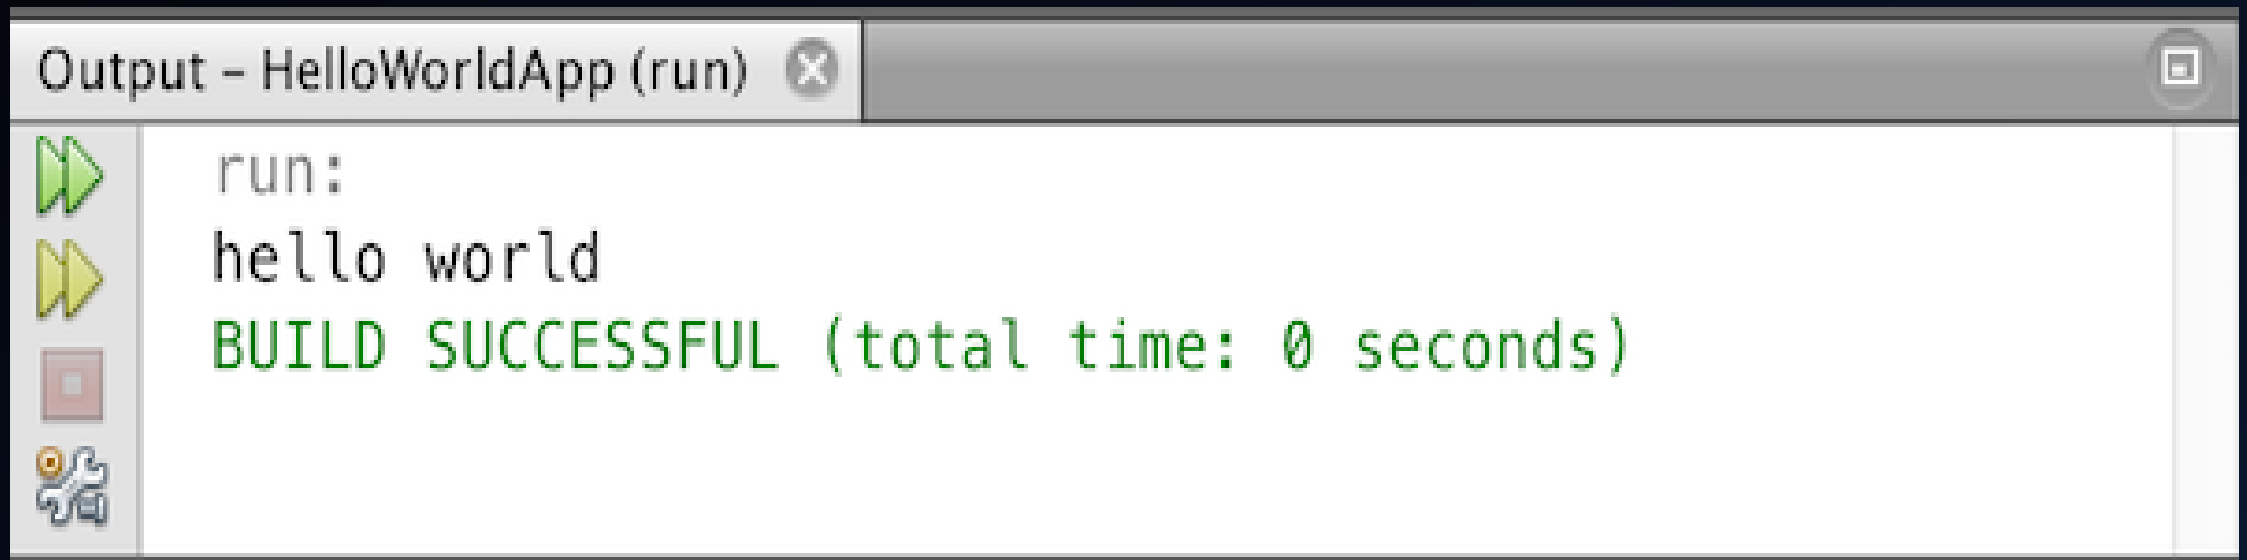 Output – HelloWorldApp (run)
run:
hello world
BUILD SUCCESSFUL (total time: 0 seconds)